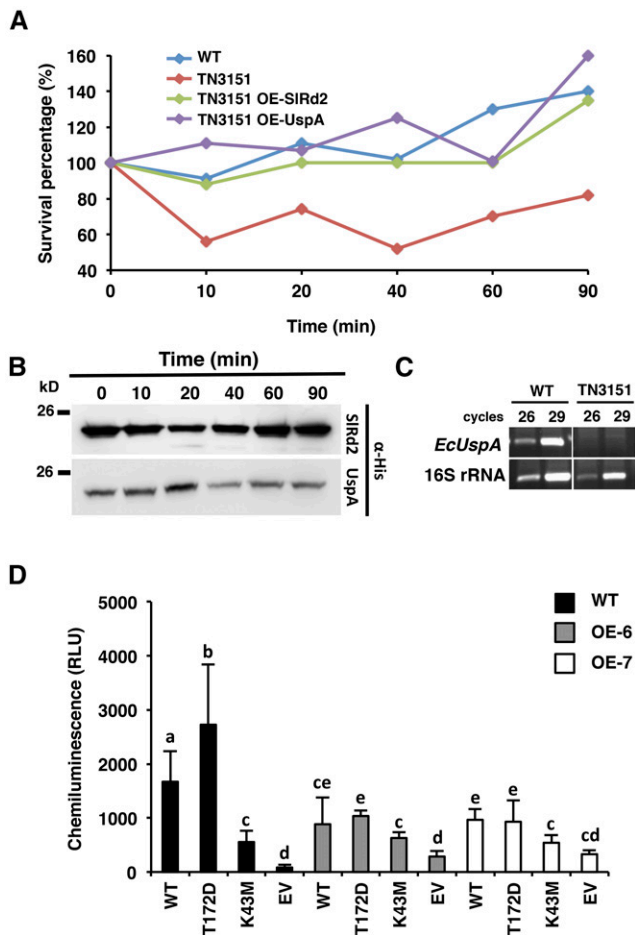 A
WT
TN3151
TN3151 OE-SlRd2
TN3151 OE-UspA
Survival percentage (%)
160
140
120
100
80
60
40
0 10 20 40 60 90
Time (min)
B
Time (min)
kD
0 10 20 40 60 90
26
SlRd2
26
UspA
α-His
C
WT TN3151
cycles 26 29 26 29
EcUspA
16S rRNA
D
Chemiluminescence (RLU)
5000
4000
3000
2000
1000
0
WT
OE-6
OE-7
a b c d ce e c d e e c cd
WT T172D K43M EV WT T172D K43M EV WT T172D K43M EV